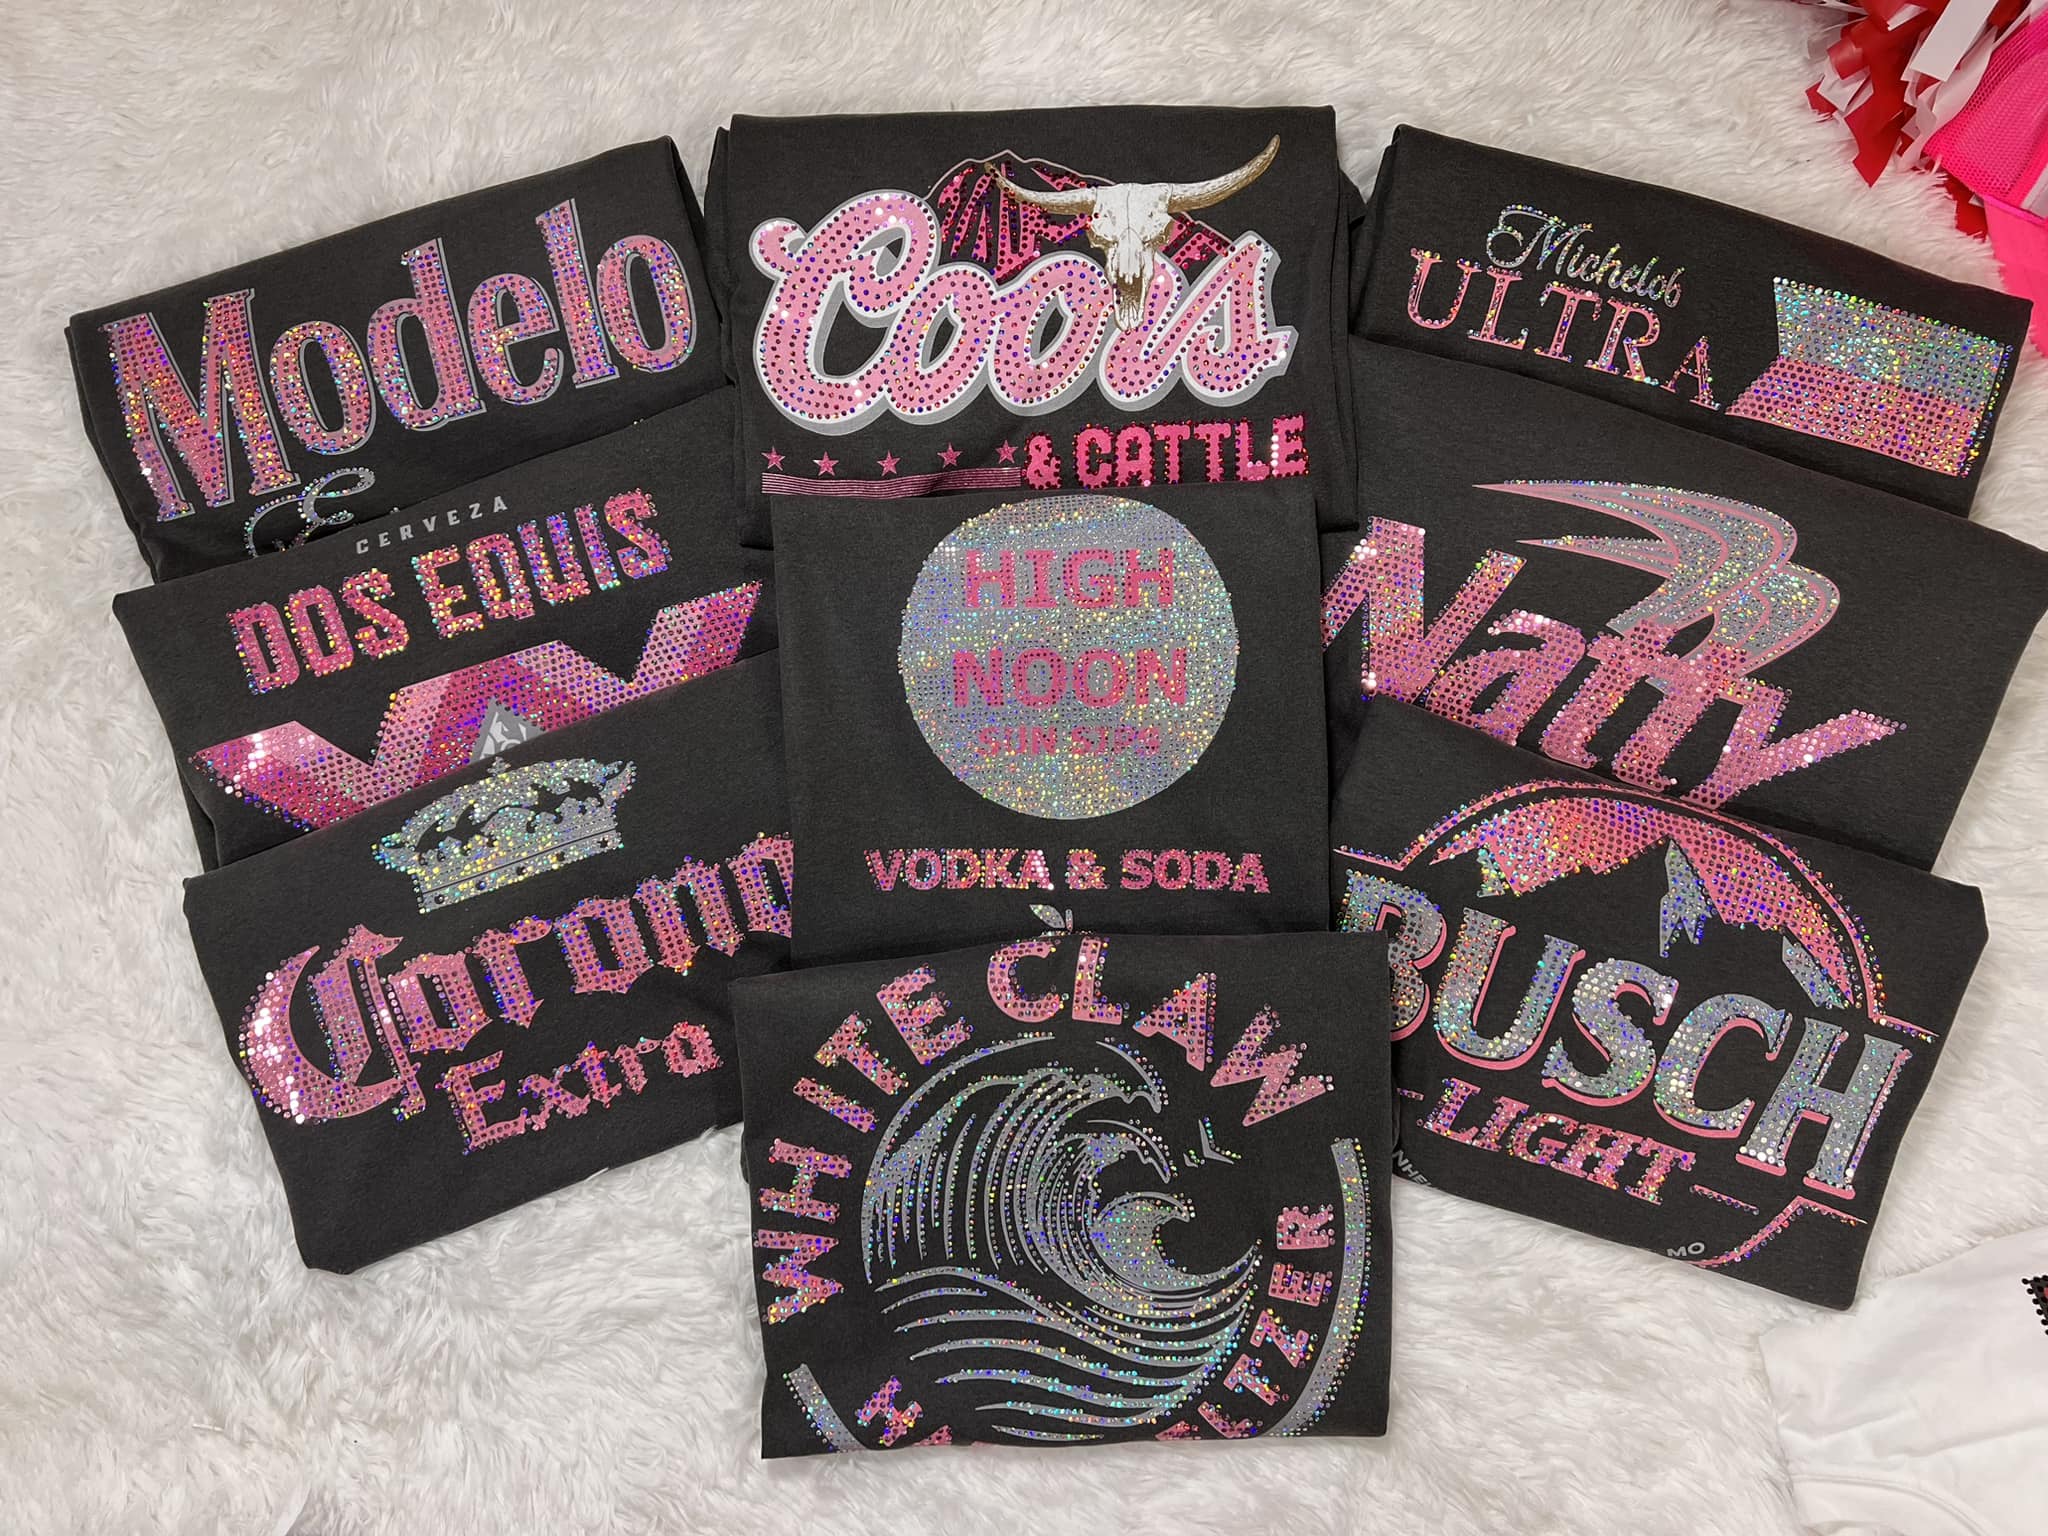 Modelo
Coors
& CATTLE
Michelob
ULTRA
CERVEZA
DOS EQUIS
HIGH
NOON
SUN SIPS
VODKA & SODA
Natty
Corona
Extra
BUSCH
LIGHT
MO
WHITE CLAW